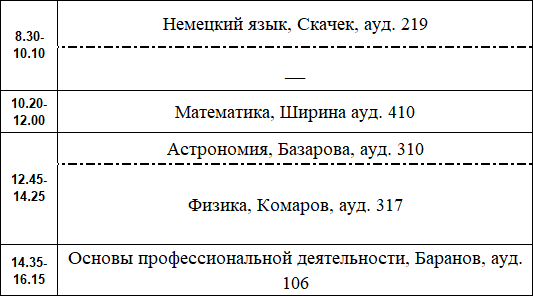 8.30-
10.10
Немецкий язык, Скачек, ауд. 219
—
10.20-
12.00
Математика, Ширина ауд. 410
12.45-
14.25
Астрономия, Базарова, ауд. 310
Физика, Комаров, ауд. 317
14.35-
16.15
Основы профессиональной деятельности, Баранов, ауд.
106